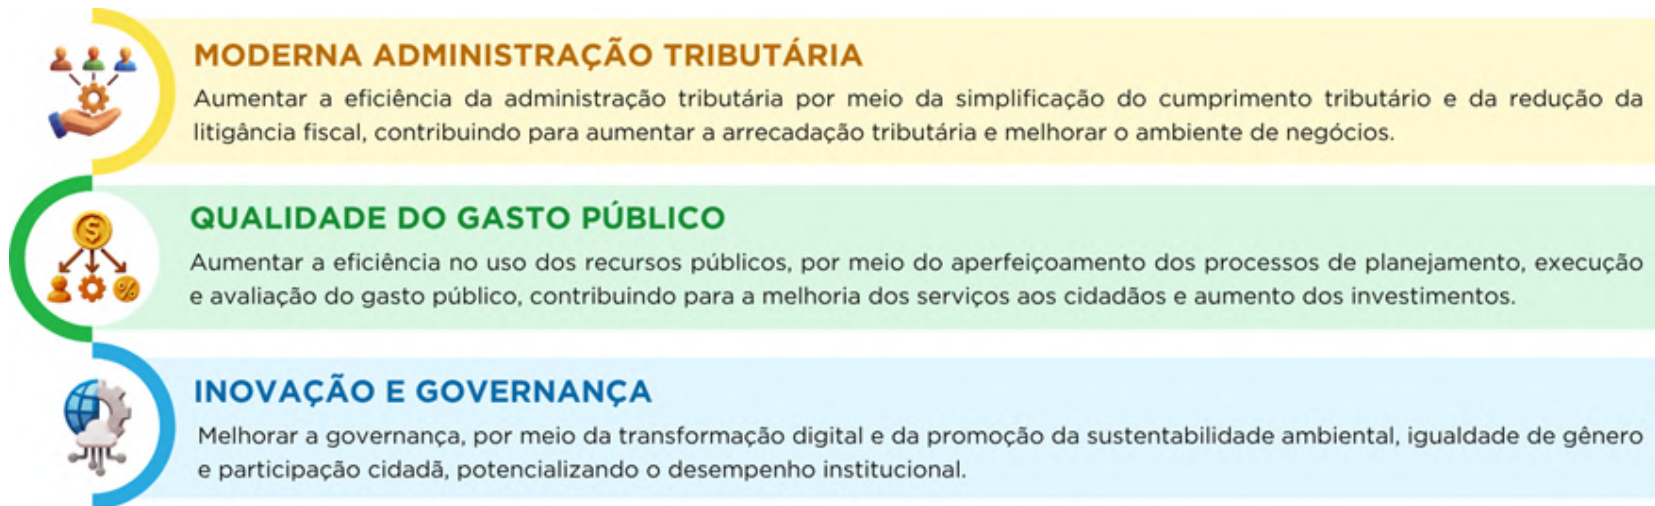 MODERNA ADMINISTRAÇÃO TRIBUTÁRIA
Aumentar a eficiência da administração tributária por meio da simplificação do cumprimento tributário e da redução da
litigância fiscal, contribuindo para aumentar a arrecadação tributária e melhorar o ambiente de negócios.
QUALIDADE DO GASTO PÚBLICO
Aumentar a eficiência no uso dos recursos públicos, por meio do aperfeiçoamento dos processos de planejamento, execução
e avaliação do gasto público, contribuindo para a melhoria dos serviços aos cidadãos e aumento dos investimentos.
INOVAÇÃO E GOVERNANÇA
Melhorar a governança, por meio da transformação digital e da promoção da sustentabilidade ambiental, igualdade de gênero
e participação cidadã, potencializando o desempenho institucional.